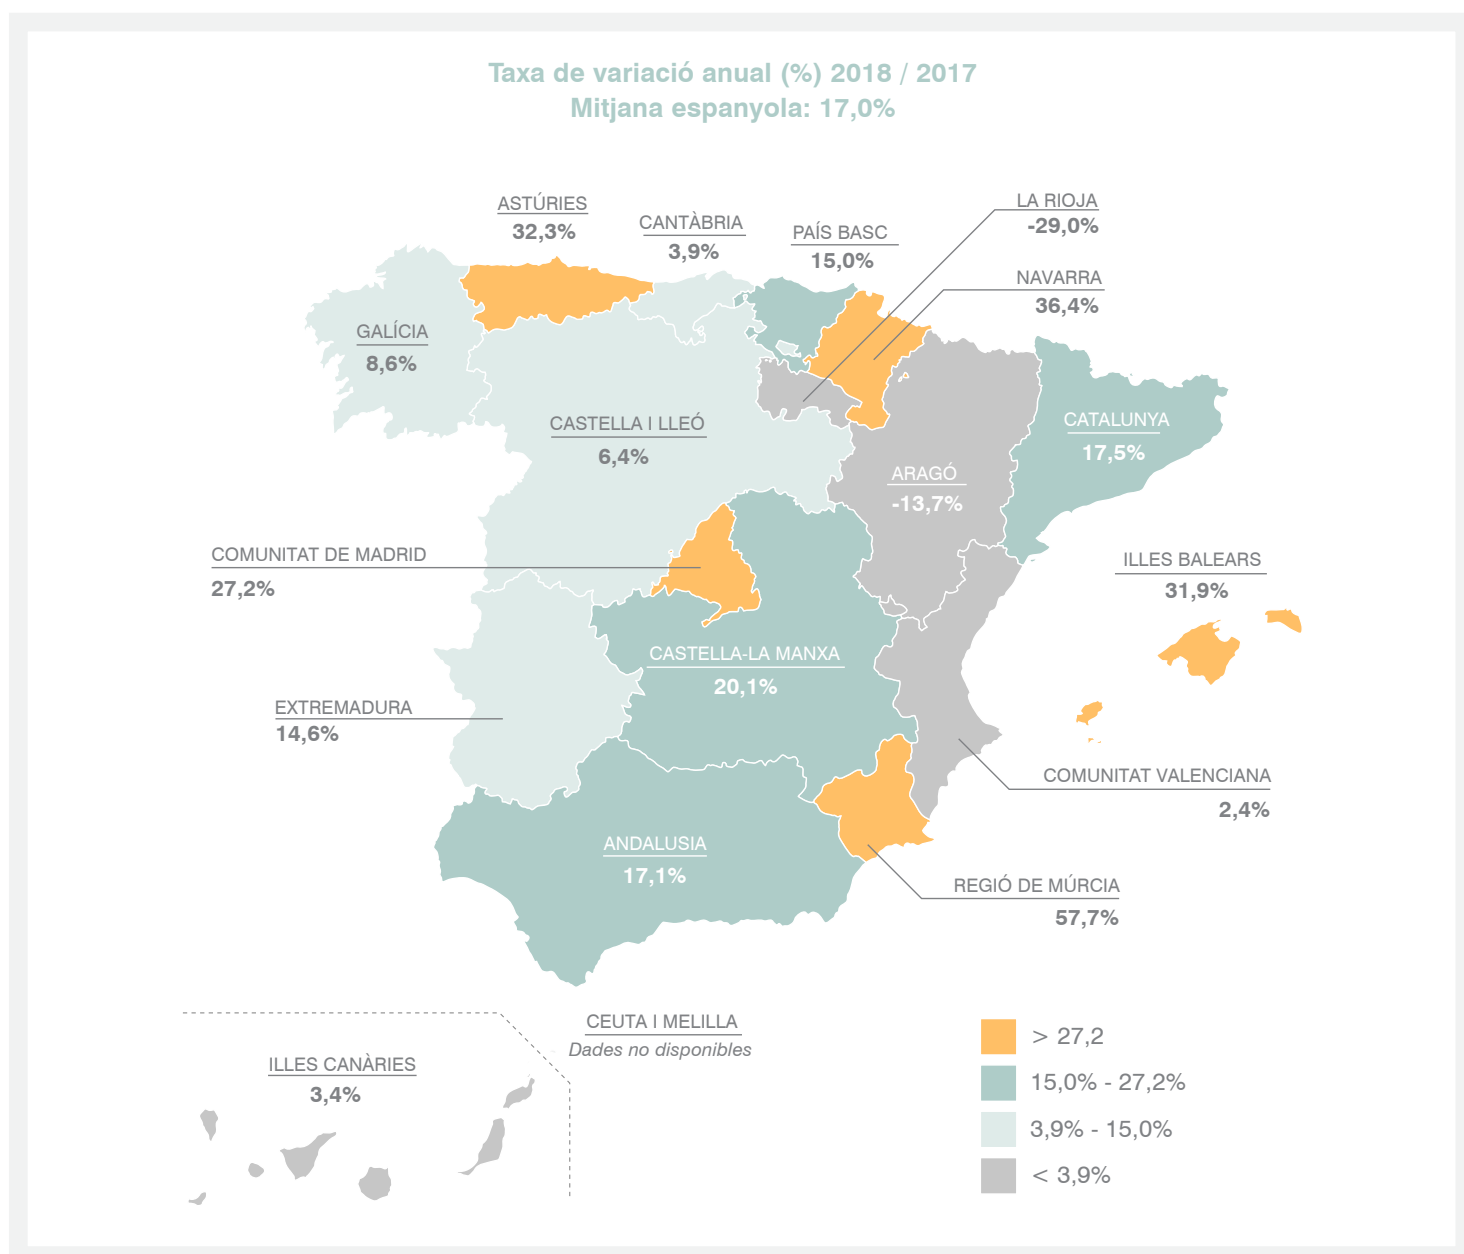 Taxa de variació anual (%) 2018 / 2017
Mitjana espanyola: 17,0%
ASTÚRIES
32,3%
CANTÀBRIA
3,9%
PAÍS BASC
15,0%
LA RIOJA
-29,0%
NAVARRA
36,4%
GALÍCIA
8,6%
CASTELLA I LLEÓ
6,4%
CATALUNYA
17,5%
ARAGÓ
-13,7%
COMUNITAT DE MADRID
27,2%
ILLES BALEARS
31,9%
CASTELLA-LA MANXA
20,1%
EXTREMADURA
14,6%
COMUNITAT VALENCIANA
2,4%
ANDALUSIA
17,1%
REGIÓ DE MÚRCIA
57,7%
CEUTA I MELILLA
Dades no disponibles
ILLES CANÀRIES
3,4%
> 27,2
15,0% - 27,2%
3,9% - 15,0%
< 3,9%